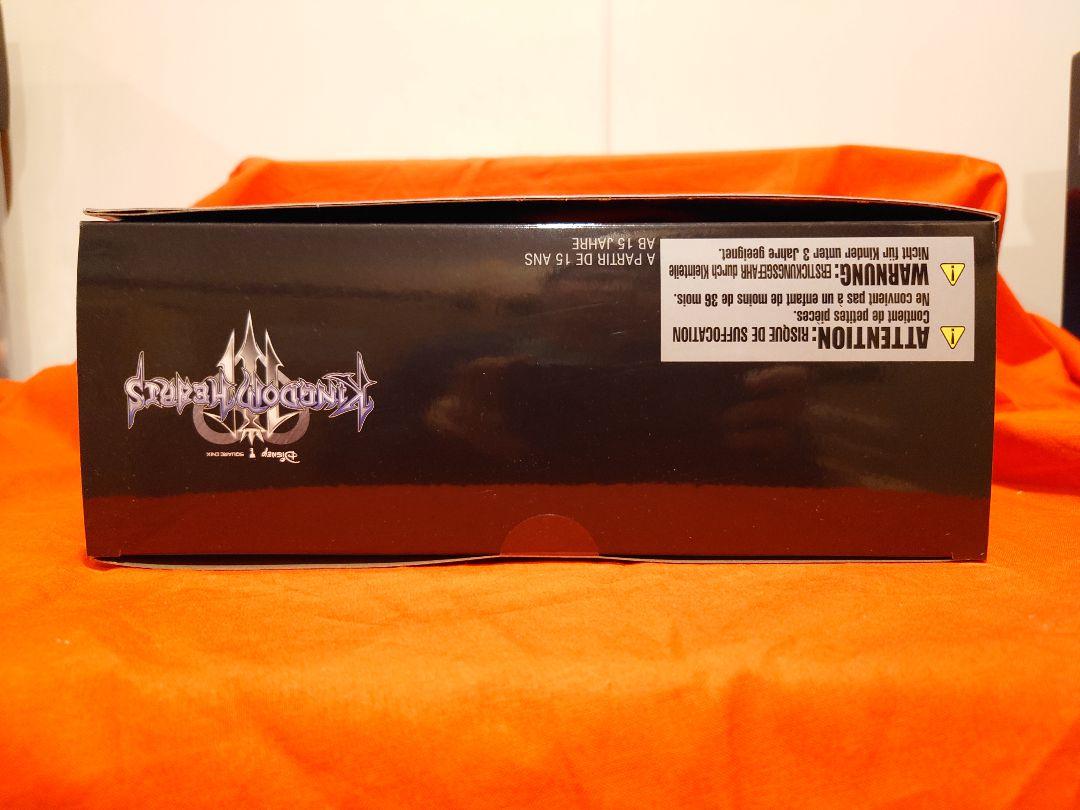 ATTENTION: RISQUE DE SUFFOCATION
Contient de petites pièces.
Ne convient pas à un enfant de moins de 36 mois.
WARNUNG: ERSTICKUNGSGEFAHR durch Kleinteile
Nicht für Kinder unter 3 Jahre geeignet.
A PARTIR DE 15 ANS
AB 15 JAHRE
Disney
SQUARE ENIX
KINGDOM HEARTS
III